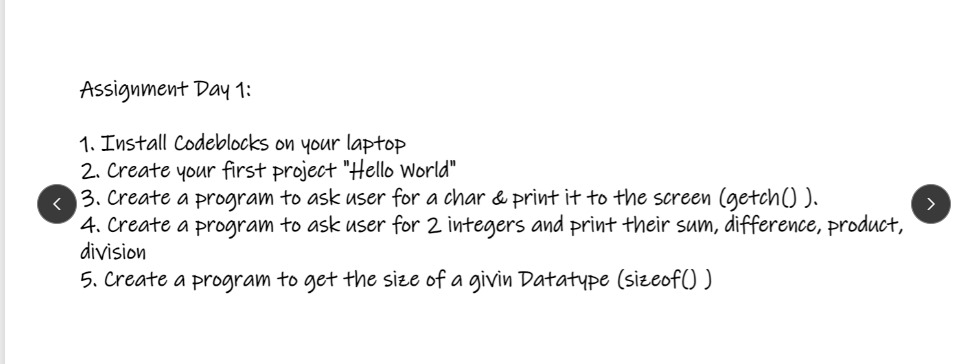 Assignment Day 1:
1. Install Codeblocks on your laptop
2. Create your first project "Hello World"
3. Create a program to ask user for a char & print it to the screen (getch() ).
4. Create a program to ask user for 2 integers and print their sum, difference, product,
division
5. Create a program to get the size of a givin Datatype (sizeof() )